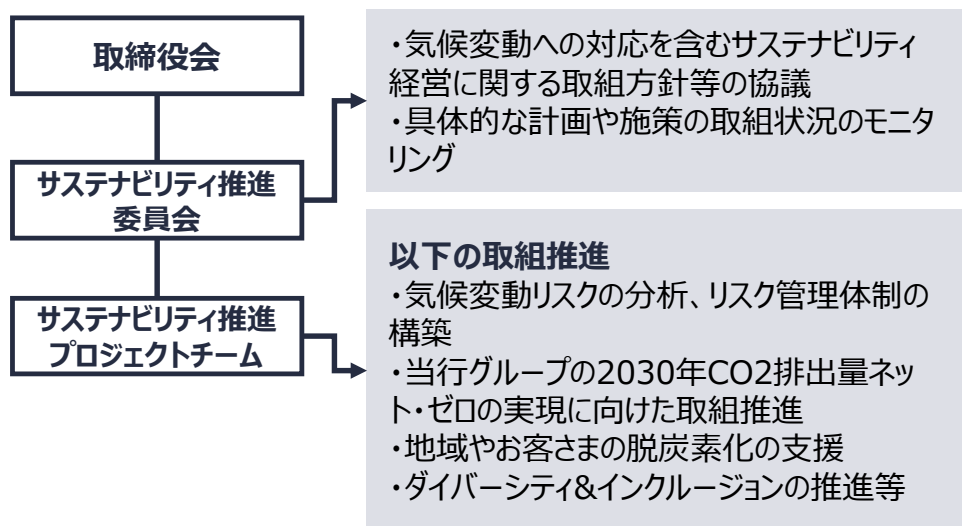 取締役会
・気候変動への対応を含むサステナビリティ
経営に関する取組方針等の協議
・具体的な計画や施策の取組状況のモニタ
リング
サステナビリティ推進
委員会
サステナビリティ推進
プロジェクトチーム
以下の取組推進
・気候変動リスクの分析、リスク管理体制の
構築
・当行グループの2030年CO2排出量ネッ
ト・ゼロの実現に向けた取組推進
・地域やお客さまの脱炭素化の支援
・ダイバーシティ&インクルージョンの推進等